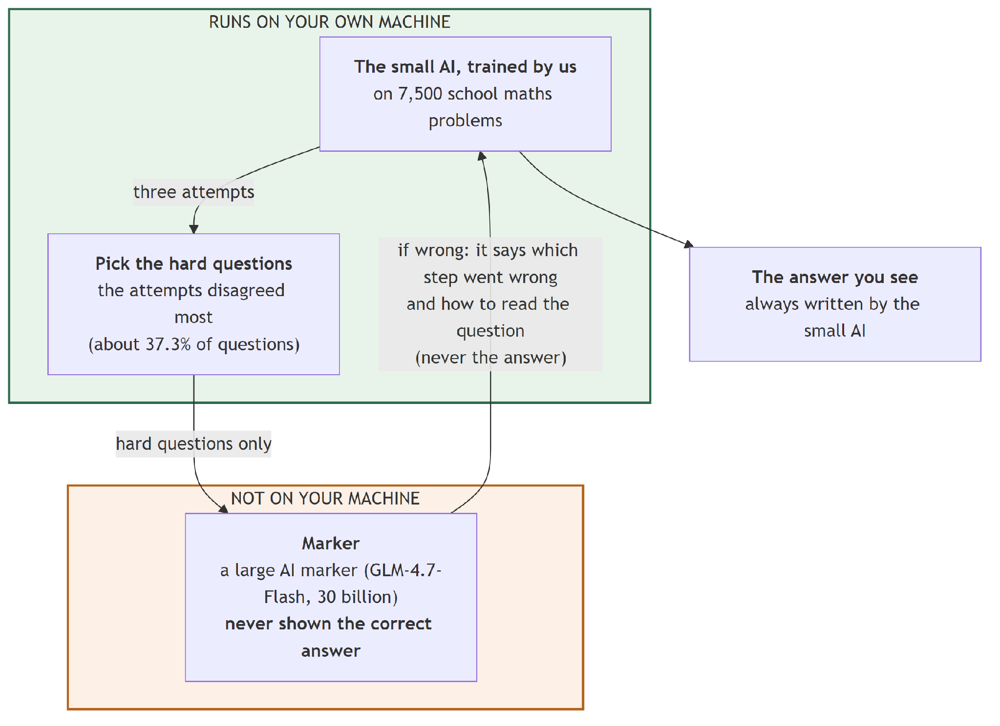 RUNS ON YOUR OWN MACHINE
The small AI, trained by us
on 7,500 school maths
problems
three attempts
Pick the hard questions
the attempts disagreed
most
(about 37.3% of questions)
if wrong: it says which
step went wrong
and how to read the
question
(never the answer)
The answer you see
always written by the
small AI
hard questions only
NOT ON YOUR MACHINE
Marker
a large AI marker (GLM-4.7-
Flash, 30 billion)
never shown the correct
answer